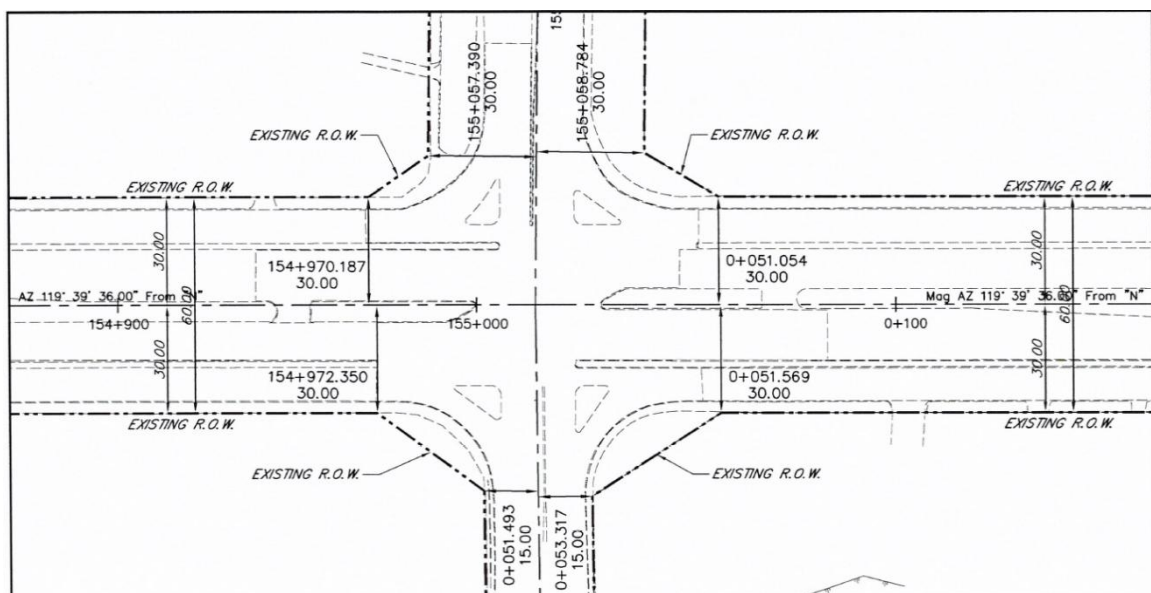 155
155+057.390
30.00
155+058.784
30.00
EXISTING R.O.W.
EXISTING R.O.W.
EXISTING R.O.W.
EXISTING R.O.W.
30.00
60.00
154+970.187
30.00
0+051.054
30.00
30.00
60.00
AZ 119° 39' 36.00" From "N"
Mag AZ 119° 39' 36.00" From "N"
154+900
155+000
0+100
30.00
154+972.350
30.00
0+051.569
30.00
30.00
EXISTING R.O.W.
EXISTING R.O.W.
EXISTING R.O.W.
EXISTING R.O.W.
0+051.493
15.00
0+053.317
15.00